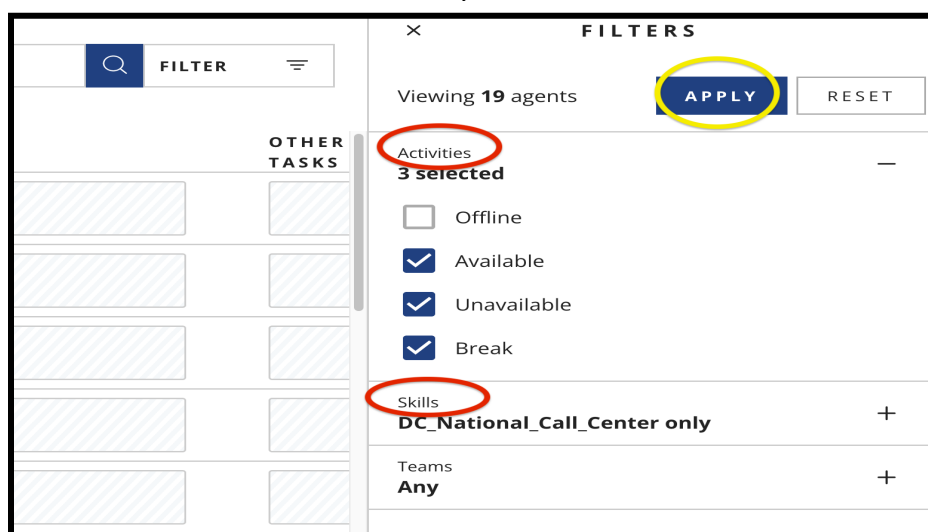 FILTER
OTHER
TASKS
FILTERS
Viewing 19 agents
APPLY
RESET
Activities
3 selected
Offline
Available
Unavailable
Break
Skills
DC_National_Call_Center only
Teams
Any